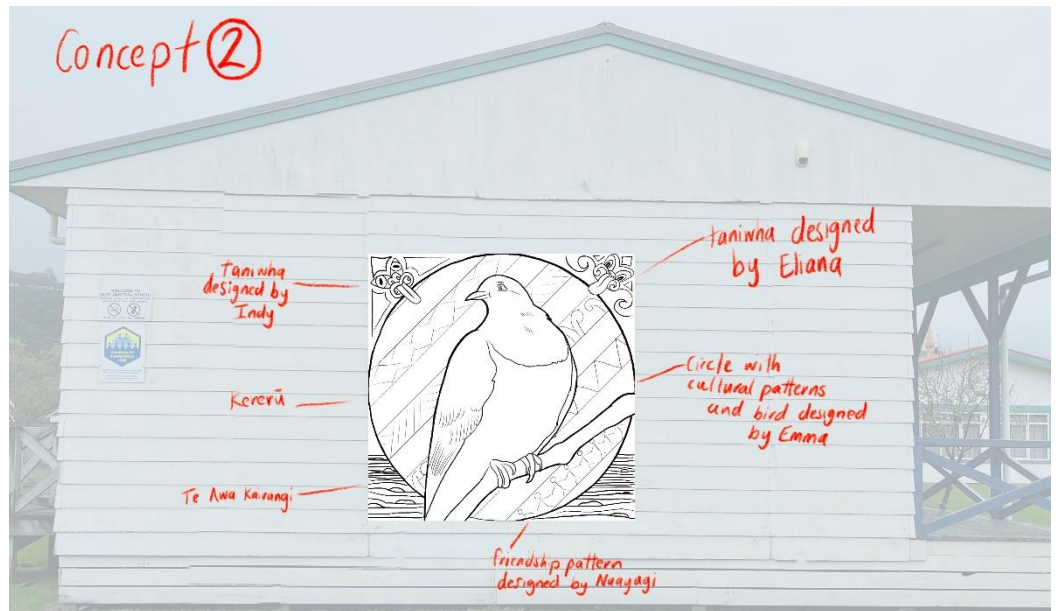 Concept 2
taniwha designed
by Eliana
taniwha
designed by
Indy
Circle with
cultural patterns
and bird designed
by Emma
Kererū
Te Awa Kairangi
friendship pattern
designed by Naayagi